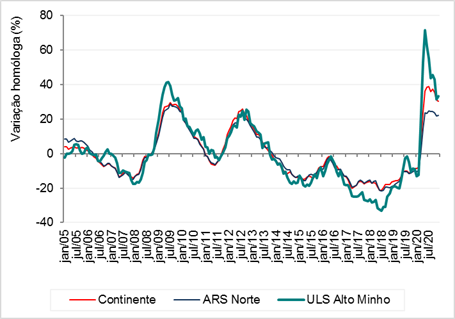 Variação homóloga (%)
80
60
40
20
0
-20
-40
jan/05
jul/05
jan/06
jul/06
jan/07
jul/07
jan/08
jul/08
jan/09
jul/09
jan/10
jul/10
jan/11
jul/11
jan/12
jul/12
jan/13
jul/13
jan/14
jul/14
jan/15
jul/15
jan/16
jul/16
jan/17
jul/17
jan/18
jul/18
jan/19
jul/19
jan/20
jul/20
Continente
ARS Norte
ULS Alto Minho